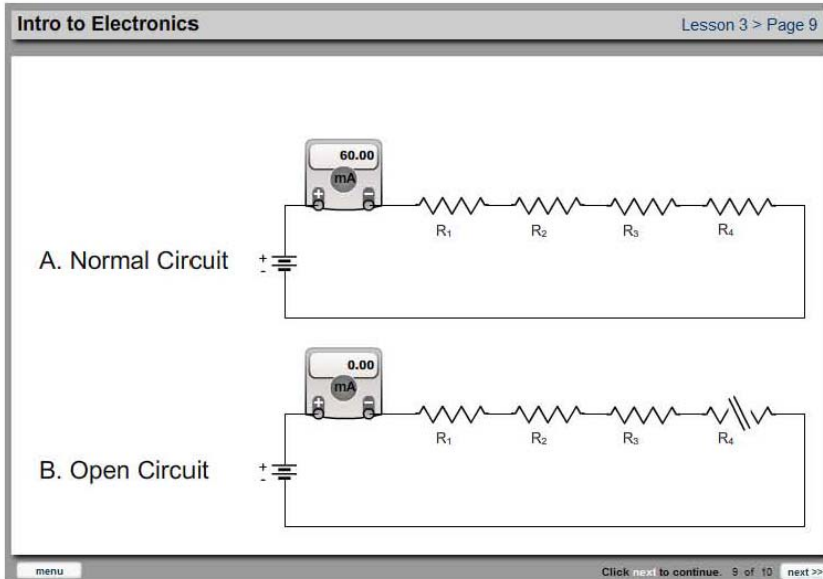 Intro to Electronics
Lesson 3 > Page 9
60.00
mA
+ −
R₁ R₂ R₃ R₄
A. Normal Circuit
+
-
0.00
mA
+ −
R₁ R₂ R₃ R₄
B. Open Circuit
+
-
menu
Click next to continue. 9 of 10 next >>